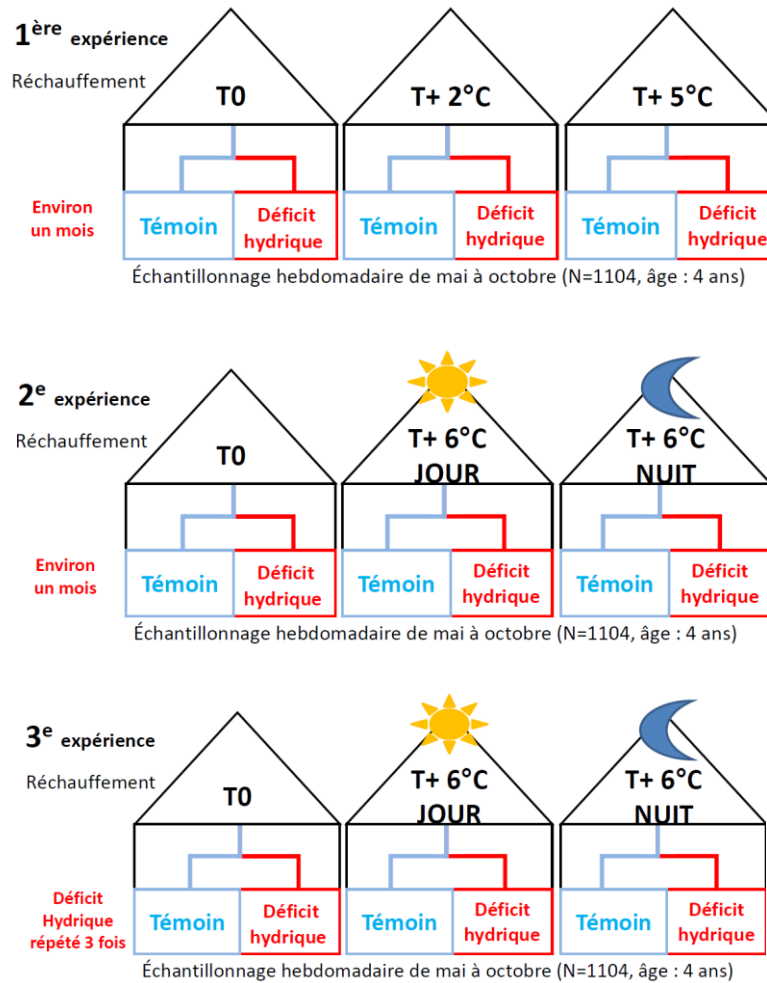 1ère expérience
Réchauffement
T0
T+ 2°C
T+ 5°C
Environ
un mois
Témoin
Déficit
hydrique
Témoin
Déficit
hydrique
Témoin
Déficit
hydrique
Échantillonnage hebdomadaire de mai à octobre (N=1104, âge : 4 ans)
2e expérience
Réchauffement
T0
T+ 6°C
JOUR
T+ 6°C
NUIT
Environ
un mois
Témoin
Déficit
hydrique
Témoin
Déficit
hydrique
Témoin
Déficit
hydrique
Échantillonnage hebdomadaire de mai à octobre (N=1104, âge : 4 ans)
3e expérience
Réchauffement
T0
T+ 6°C
JOUR
T+ 6°C
NUIT
Déficit
Hydrique
répété 3 fois
Témoin
Déficit
hydrique
Témoin
Déficit
hydrique
Témoin
Déficit
hydrique
Échantillonnage hebdomadaire de mai à octobre (N=1104, âge : 4 ans)